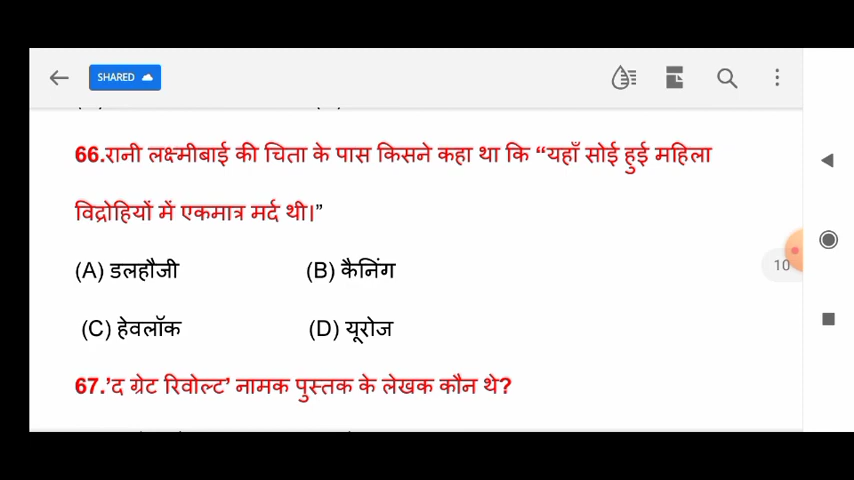 SHARED
66.रानी लक्ष्मीबाई की चिता के पास किसने कहा था कि “यहाँ सोई हुई महिला
विद्रोहियों में एकमात्र मर्द थी।”
(A) डलहौजी (B) कैनिंग
(C) हेवलॉक (D) यूरोज
10
67.’द ग्रेट रिवोल्ट’ नामक पुस्तक के लेखक कौन थे?